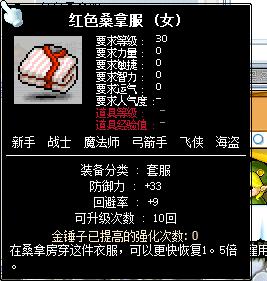 红色桑拿服 (女)
要求等级: 30
要求力量: 0
要求敏捷: 0
要求智力: 0
要求运气: 0
要求人气度: -
道具等级: -
道具经验值: -
新手 战士 魔法师 弓箭手 飞侠 海盗
装备分类: 套服
防御力: +33
回避率: +9
可升级次数: 10回
金锤子已提高的强化次数: 0
在桑拿房穿这件衣服，可以更快恢复1。5倍
。